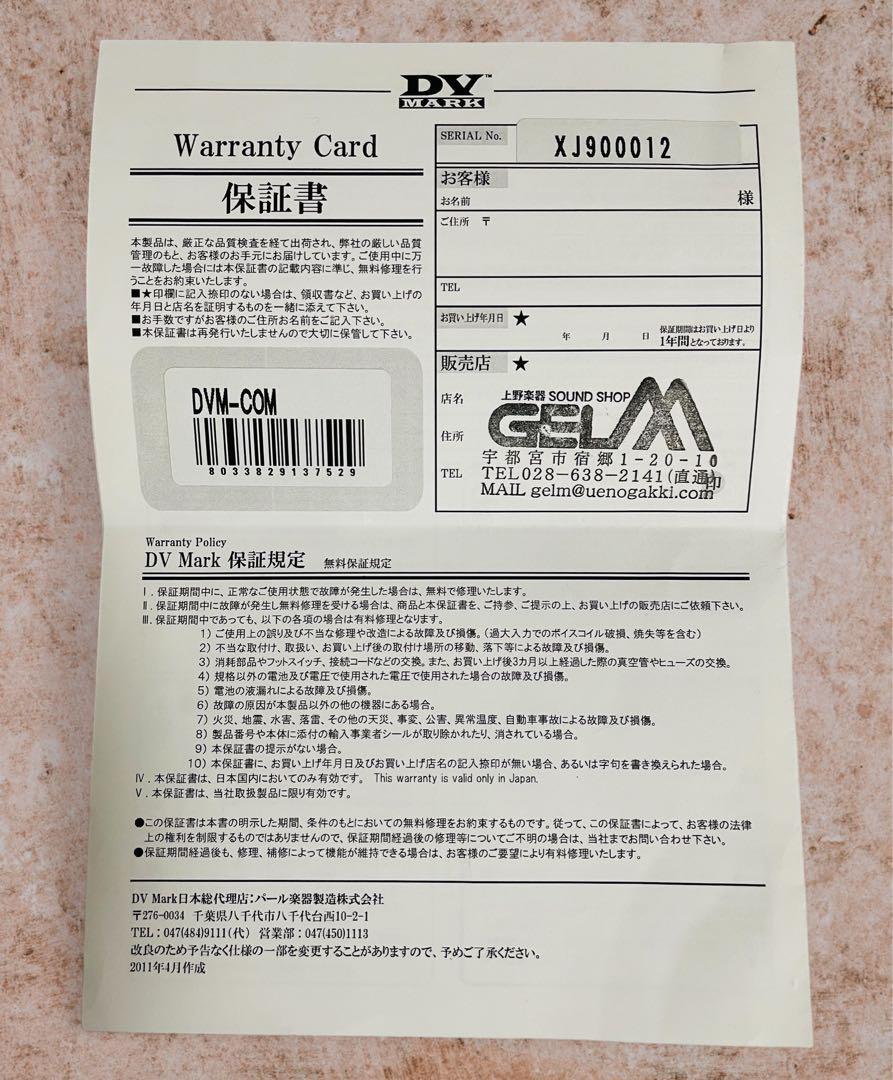 DV™
MARK
Warranty Card
保証書
本製品は、厳正な品質検査を経て出荷され、弊社の厳しい品質
管理のもと、お客様のお手元にお届けしています。ご使用中に万
一故障した場合には本保証書の記載内容に準じ、無料修理を行
うことをお約束いたします。
■★印欄に記入捺印のない場合は、領収書など、お買い上げの
年月日と店名を証明するものを一緒に添えて下さい。
■お手数ですがお客様のご住所お名前をご記入下さい。
■本保証書は再発行いたしませんので大切に保管して下さい。
DVM-COM
8033829137529
SERIAL No.
XJ900012
お客様
お名前
様
ご住所 〒
TEL
お買い上げ年月日 ★
年 月 日
保証期間はお買い上げ日より
1年間となっております。
販売店 ★
店名
上野楽器 SOUND SHOP
GELM
住所
宇都宮市宿郷1-20-10
TEL
TEL028-638-2141(直通)
印
MAIL gelm@uenogakki.com
Warranty Policy
DV Mark 保証規定 無料保証規定
Ⅰ. 保証期間中に、正常なご使用状態で故障が発生した場合は、無料で修理いたします。
Ⅱ. 保証期間中に故障が発生し無料修理を受ける場合は、商品と本保証書を、ご持参、ご提示の上、お買い上げの販売店にご依頼下さい。
Ⅲ. 保証期間中であっても、以下の各項の場合は有料修理となります。
1) ご使用上の誤り及び不当な修理や改造による故障及び損傷。(過大入力でのボイスコイル破損、焼失等を含む)
2) 不当な取付け、取扱い、お買い上げ後の取付け場所の移動、落下等による故障及び損傷。
3) 消耗部品やフットスイッチ、接続コードなどの交換。また、お買い上げ後3カ月以上経過した際の真空管やヒューズの交換。
4) 規格以外の電池及び電圧で使用された電圧で使用された場合の故障及び損傷。
5) 電池の液漏れによる故障及び損傷。
6) 故障の原因が本製品以外の他の機器にある場合。
7) 火災、地震、水害、落雷、その他の天災、事変、公害、異常温度、自動車事故による故障及び損傷。
8) 製品番号や本体に添付の輸入事業者シールが取り除かれたり、消されている場合。
9) 本保証書の提示がない場合。
10) 本保証書に、お買い上げ年月日及びお買い上げ店名の記入捺印が無い場合、あるいは字句を書き換えられた場合。
Ⅳ. 本保証書は、日本国内においてのみ有効です。 This warranty is valid only in Japan.
Ⅴ. 本保証書は、当社取扱製品に限り有効です。
●この保証書は本書の明示した期間、条件のもとにおいての無料修理をお約束するものです。従って、この保証書によって、お客様の法律
上の権利を制限するものではありませんので、保証期間経過後の修理等についてご不明の場合は、当社までお問い合わせ下さい。
●保証期間経過後も、修理、補修によって機能が維持できる場合は、お客様のご要望により有料修理いたします。
DV Mark日本総代理店：パール楽器製造株式会社
〒276-0034 千葉県八千代市八千代台西10-2-1
TEL：047(484)9111(代) 営業部：047(450)1113
改良のため予告なく仕様の一部を変更することがありますので、予めご了承ください。
2011年4月作成